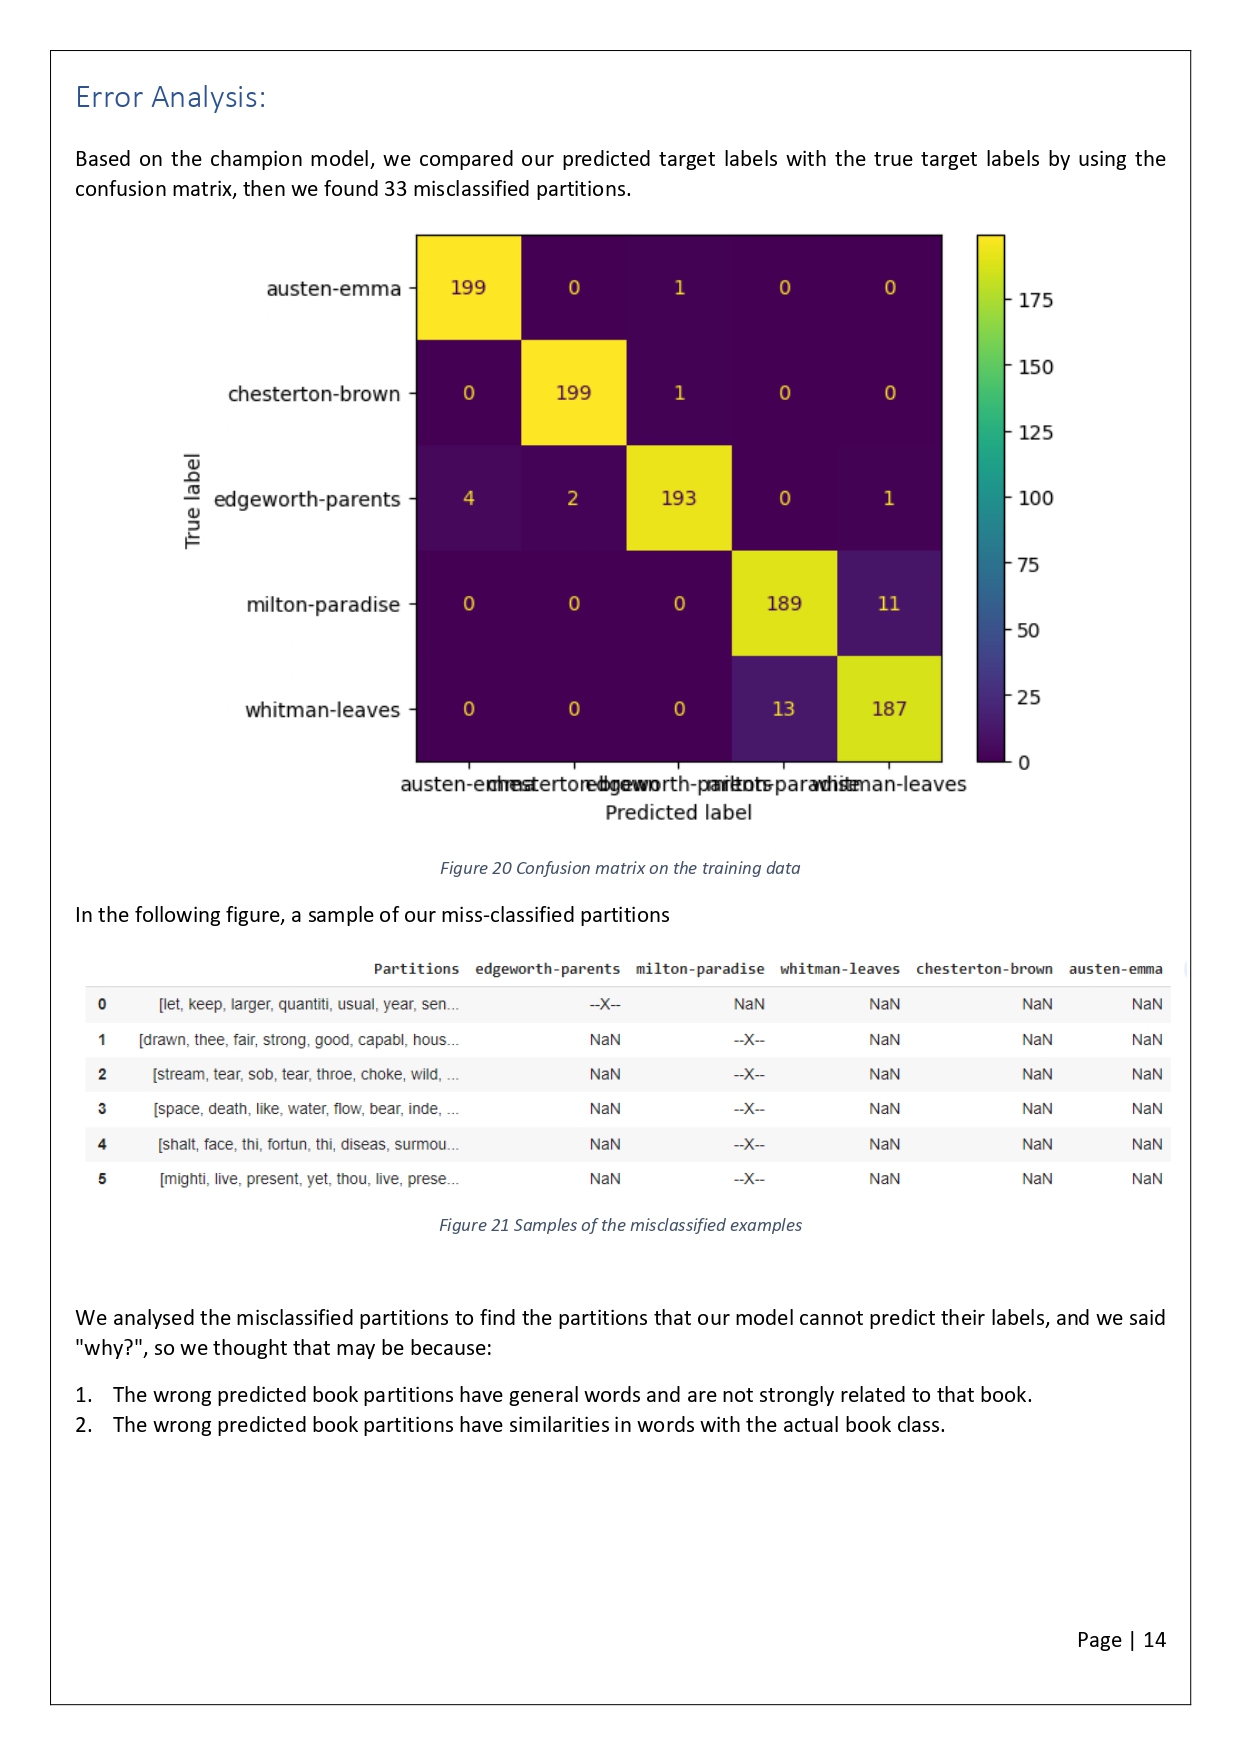 Error Analysis:
Based on the champion model, we compared our predicted target labels with the true target labels by using the
confusion matrix, then we found 33 misclassified partitions.
austen-emma 199 0 1 0 0
chesterton-brown 0 199 1 0 0
edgeworth-parents 4 2 193 0 1
milton-paradise 0 0 0 189 11
whitman-leaves 0 0 0 13 187
True label
175
150
125
100
75
50
25
0
austen-emma chesterton-brown edgeworth-parents milton-paradise whitman-leaves
Predicted label
Figure 20 Confusion matrix on the training data
In the following figure, a sample of our miss-classified partitions
Partitions edgeworth-parents milton-paradise whitman-leaves chesterton-brown austen-emma
0 [let, keep, larger, quantiti, usual, year, sen... --X-- NaN NaN NaN NaN
1 [drawn, thee, fair, strong, good, capabl, hous... NaN --X-- NaN NaN NaN
2 [stream, tear, sob, tear, throe, choke, wild, ... NaN --X-- NaN NaN NaN
3 [space, death, like, water, flow, bear, inde, ... NaN --X-- NaN NaN NaN
4 [shalt, face, thi, fortun, thi, diseas, surmou... NaN --X-- NaN NaN NaN
5 [mighti, live, present, yet, thou, live, prese... NaN --X-- NaN NaN NaN
Figure 21 Samples of the misclassified examples
We analysed the misclassified partitions to find the partitions that our model cannot predict their labels, and we said
"why?", so we thought that may be because:
1. The wrong predicted book partitions have general words and are not strongly related to that book.
2. The wrong predicted book partitions have similarities in words with the actual book class.
Page | 14